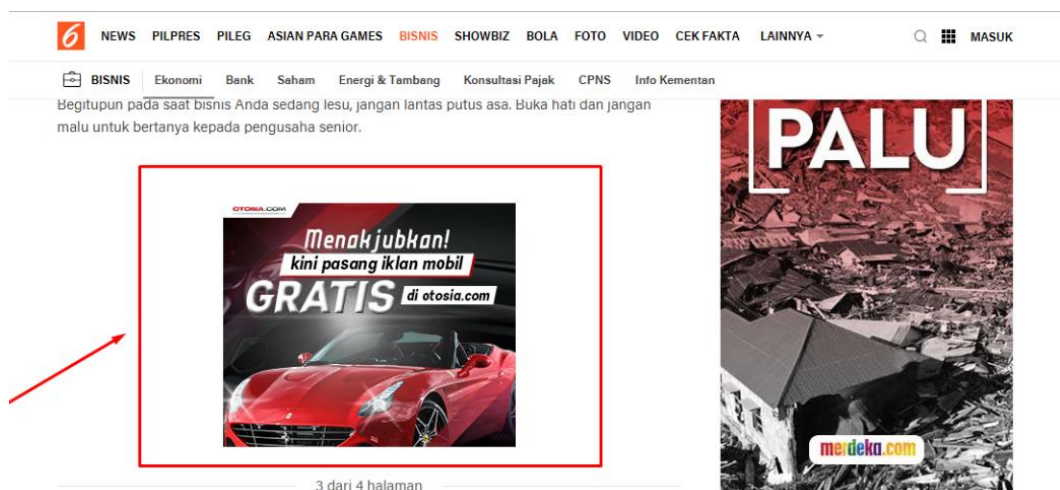 6 NEWS PILPRES PILEG ASIAN PARA GAMES BISNIS SHOWBIZ BOLA FOTO VIDEO CEK FAKTA LAINNYA MASUK
BISNIS Ekonomi Bank Saham Energi & Tambang Konsultasi Pajak CPNS Info Kementan
Begitupun pada saat bisnis Anda sedang lesu, jangan lantas putus asa. Buka hati dan jangan
malu untuk bertanya kepada pengusaha senior.
OTOSIA.COM
Menakjubkan!
kini pasang iklan mobil
GRATIS di otosia.com
3 dari 4 halaman
PALU
merdeka.com